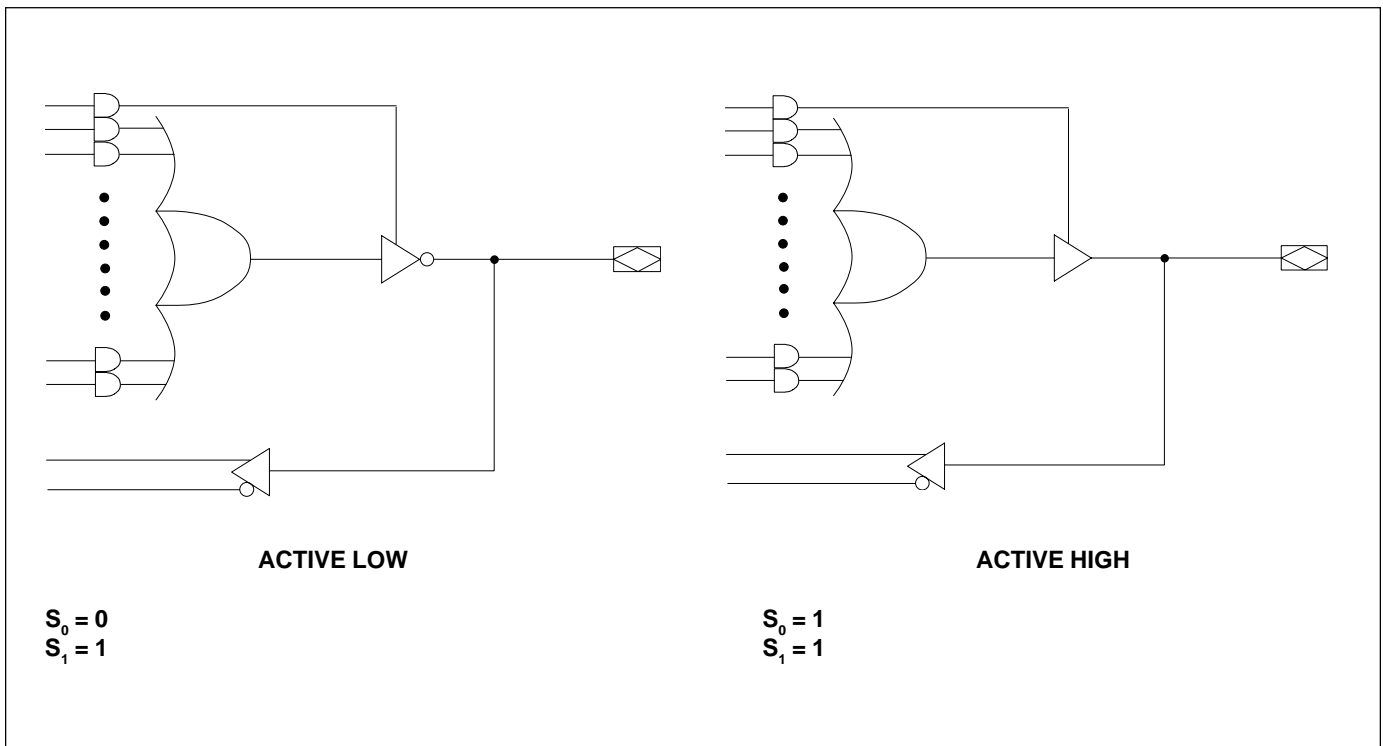 ACTIVE LOW
S₀ = 0
S₁ = 1
ACTIVE HIGH
S₀ = 1
S₁ = 1